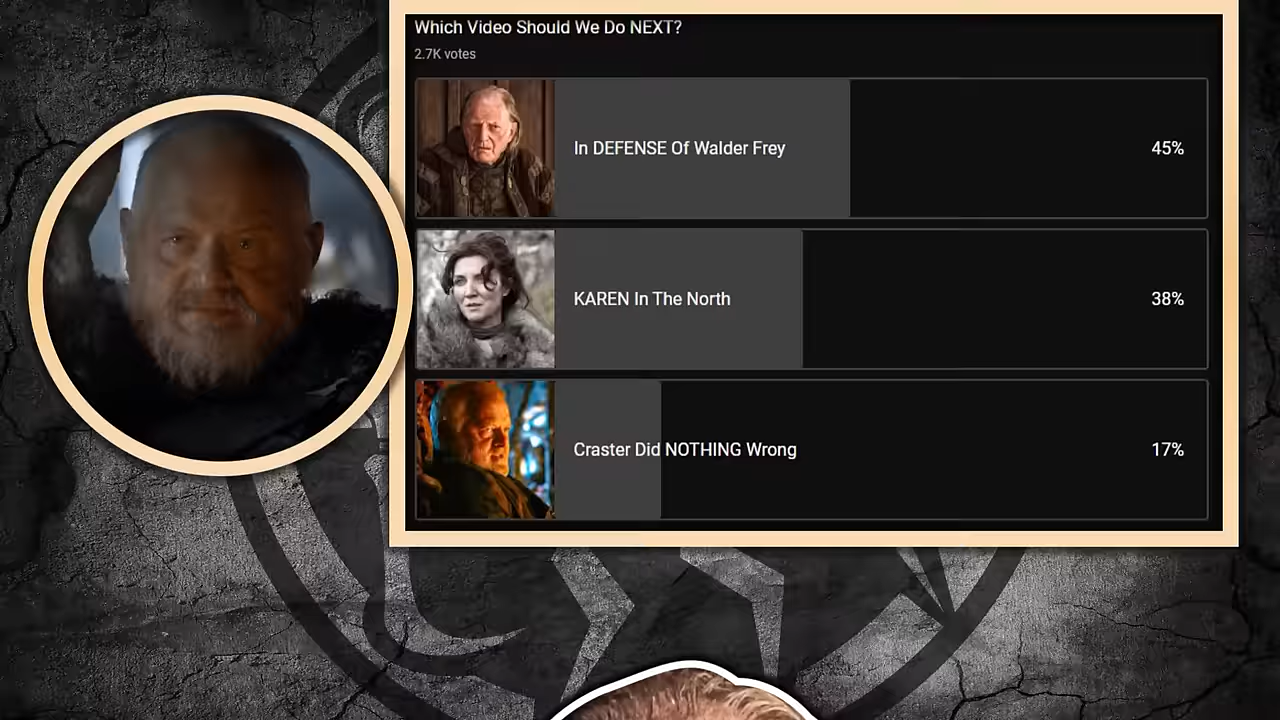 Which Video Should We Do NEXT?
2.7K votes
In DEFENSE Of Walder Frey
45%
KAREN In The North
38%
Craster Did NOTHING Wrong
17%